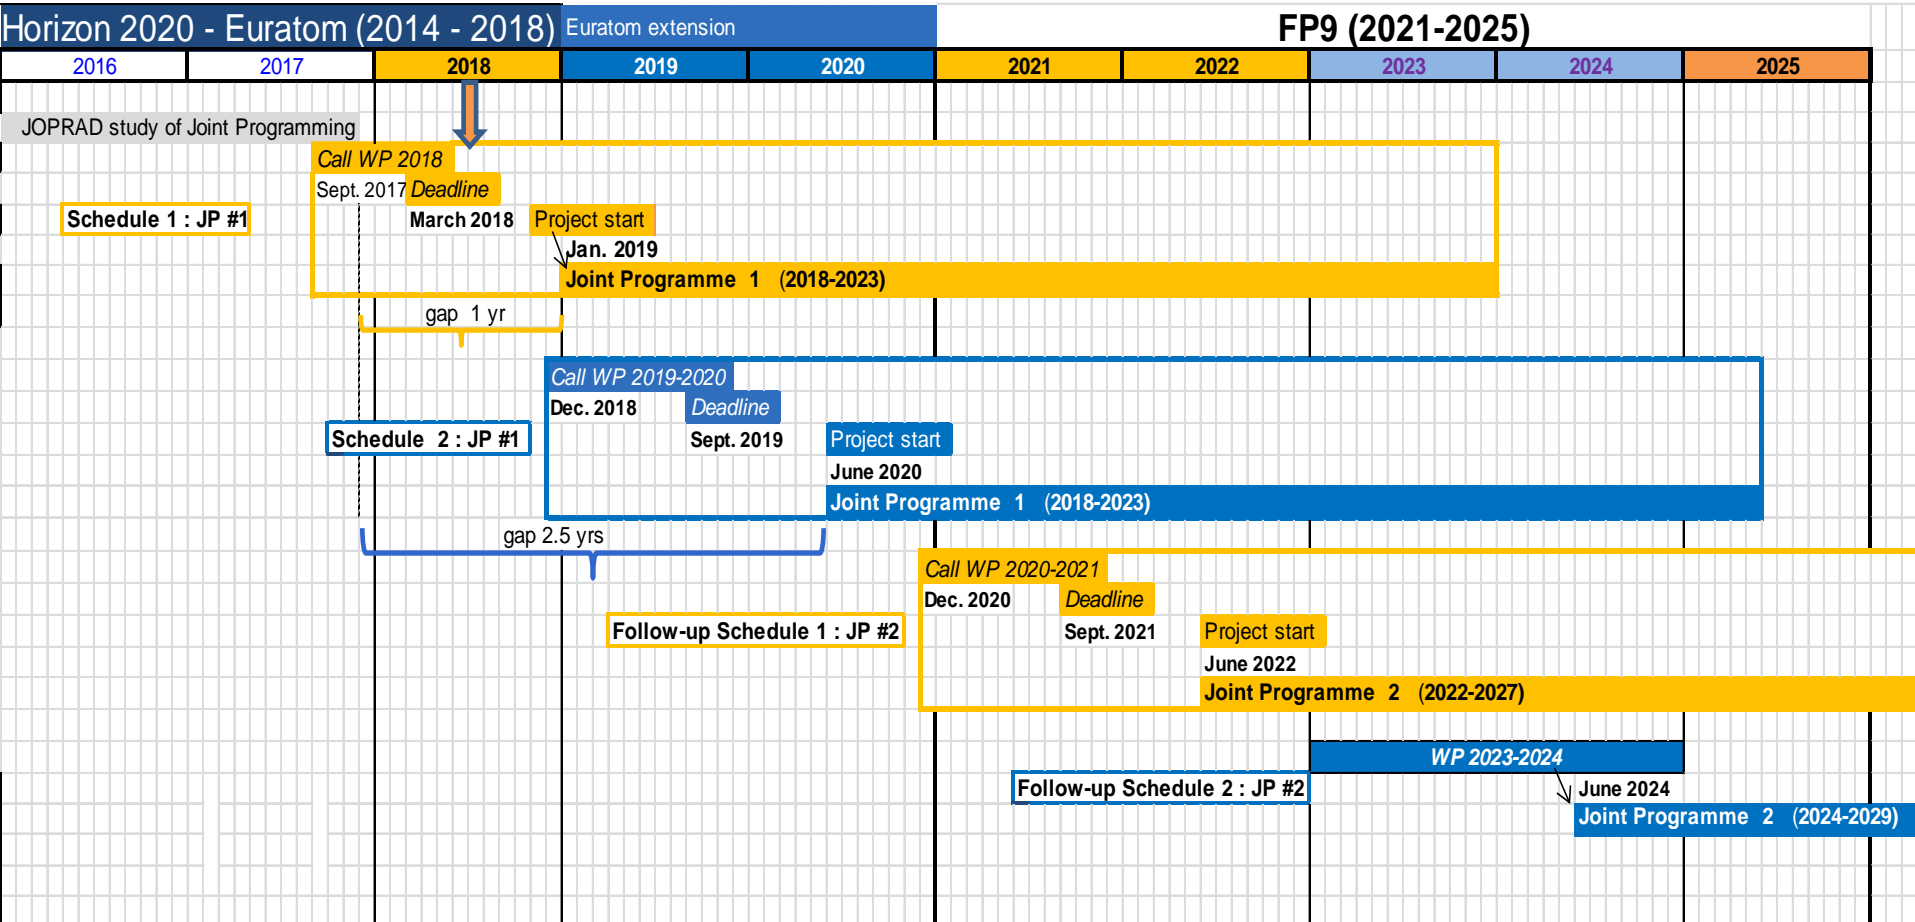 Horizon 2020 - Euratom (2014 - 2018) Euratom extension FP9 (2021-2025)
2016 2017 2018 2019 2020 2021 2022 2023 2024 2025
JOPRAD study of Joint Programming
Call WP 2018
Sept. 2017 Deadline
Schedule 1 : JP #1 March 2018 Project start
Jan. 2019
Joint Programme 1 (2018-2023)
gap 1 yr
Call WP 2019-2020
Dec. 2018 Deadline
Schedule 2 : JP #1 Sept. 2019 Project start
June 2020
Joint Programme 1 (2018-2023)
gap 2.5 yrs
Call WP 2020-2021
Dec. 2020 Deadline
Follow-up Schedule 1 : JP #2 Sept. 2021 Project start
June 2022
Joint Programme 2 (2022-2027)
WP 2023-2024
Follow-up Schedule 2 : JP #2 June 2024
Joint Programme 2 (2024-2029)